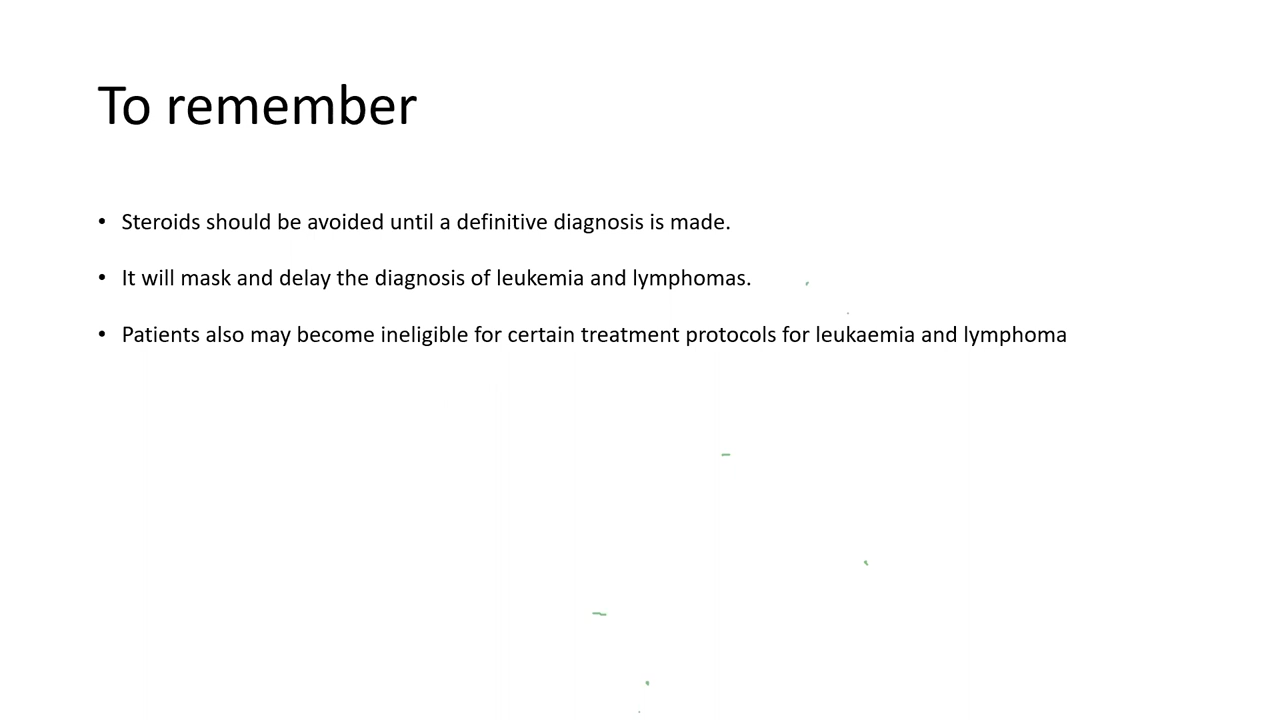 To remember
• Steroids should be avoided until a definitive diagnosis is made.
• It will mask and delay the diagnosis of leukemia and lymphomas.
• Patients also may become ineligible for certain treatment protocols for leukaemia and lymphoma